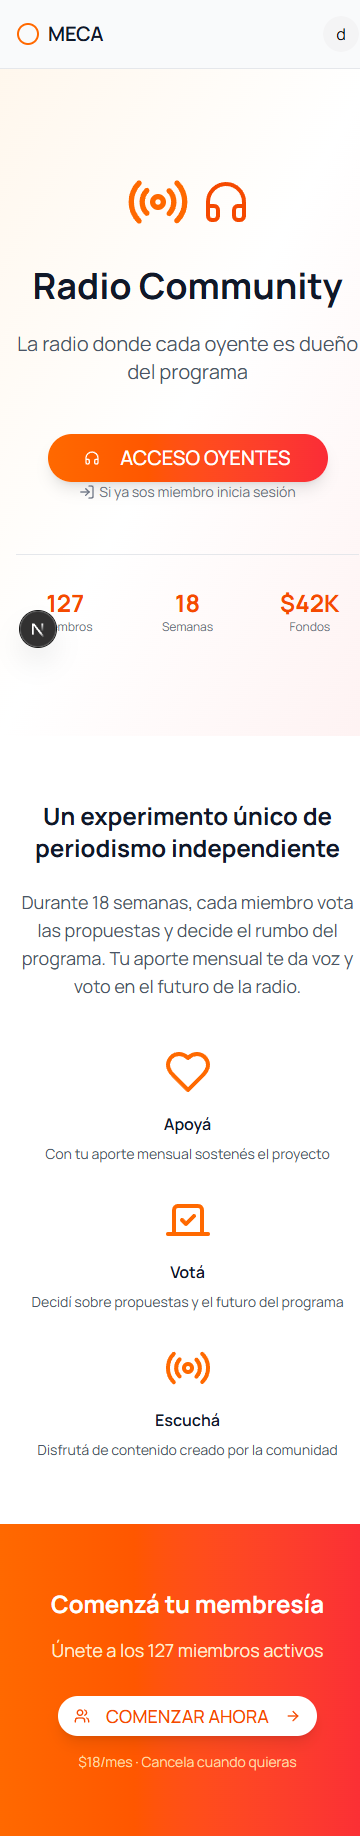 MECA
d
Radio Community
La radio donde cada oyente es dueño
del programa
ACCESO OYENTES
Si ya sos miembro inicia sesión
127
18
$42K
mbros
Semanas
Fondos
N
Un experimento único de
periodismo independiente
Durante 18 semanas, cada miembro vota
las propuestas y decide el rumbo del
programa. Tu aporte mensual te da voz y
voto en el futuro de la radio.
Apoyá
Con tu aporte mensual sostenés el proyecto
Votá
Decidí sobre propuestas y el futuro del programa
Escuchá
Disfrutá de contenido creado por la comunidad
Comenzá tu membresía
Únete a los 127 miembros activos
COMENZAR AHORA
$18/mes · Cancela cuando quieras